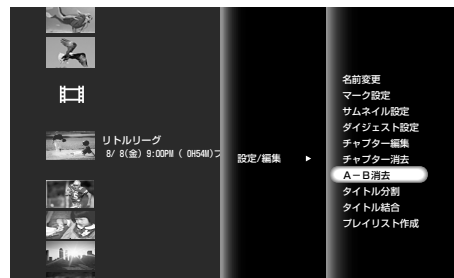 リトルリーグ
8/ 8(金) 9:00PM ( 0H54M)フ
設定/編集 ▶
名前変更
マーク設定
サムネイル設定
ダイジェスト設定
チャプター編集
チャプター消去
A－B消去
タイトル分割
タイトル結合
プレイリスト作成